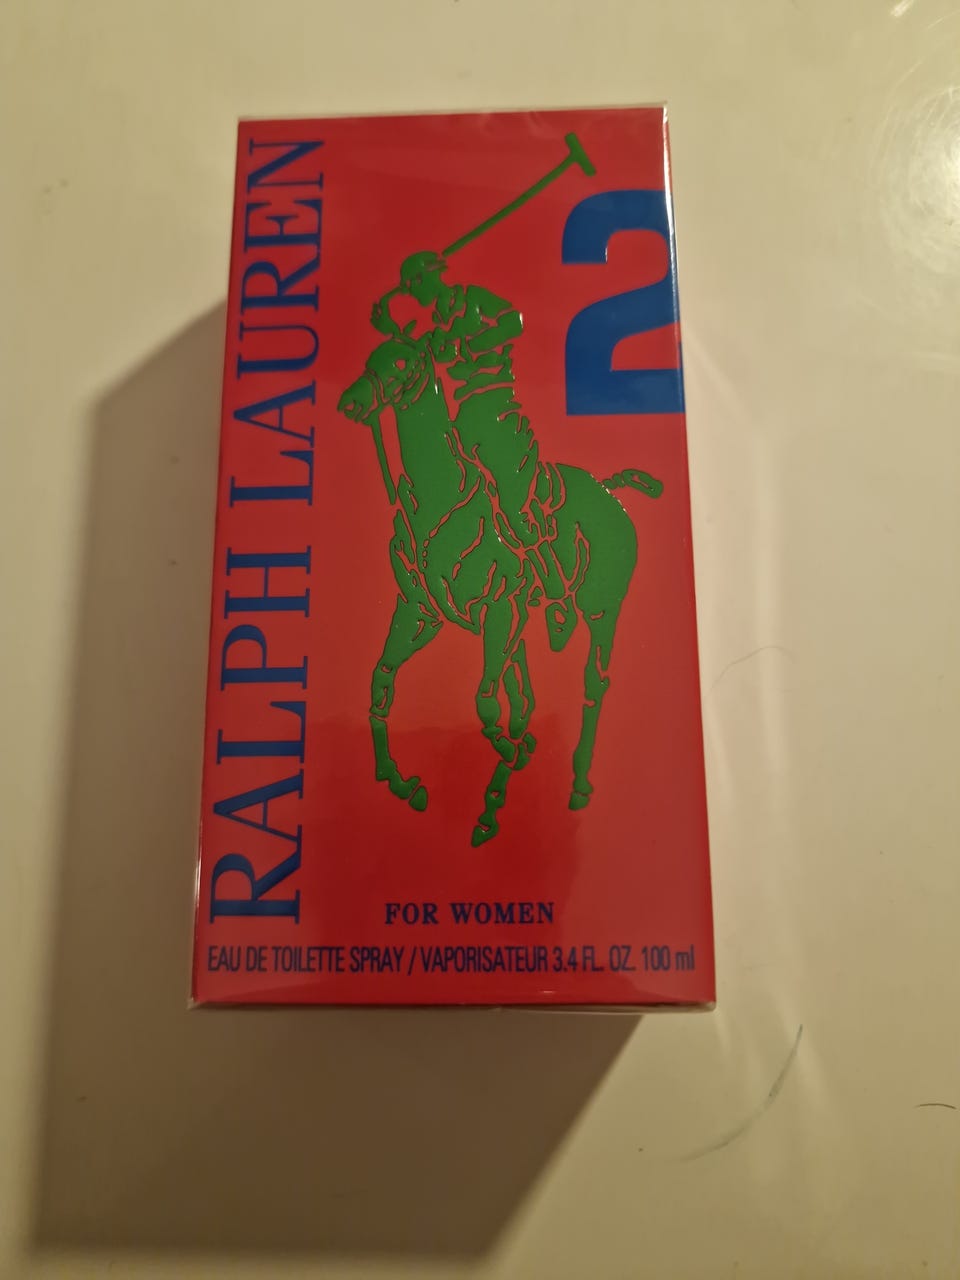 RALPH LAUREN
2
FOR WOMEN
EAU DE TOILETTE SPRAY / VAPORISATEUR 3.4 FL. OZ. 100 ml